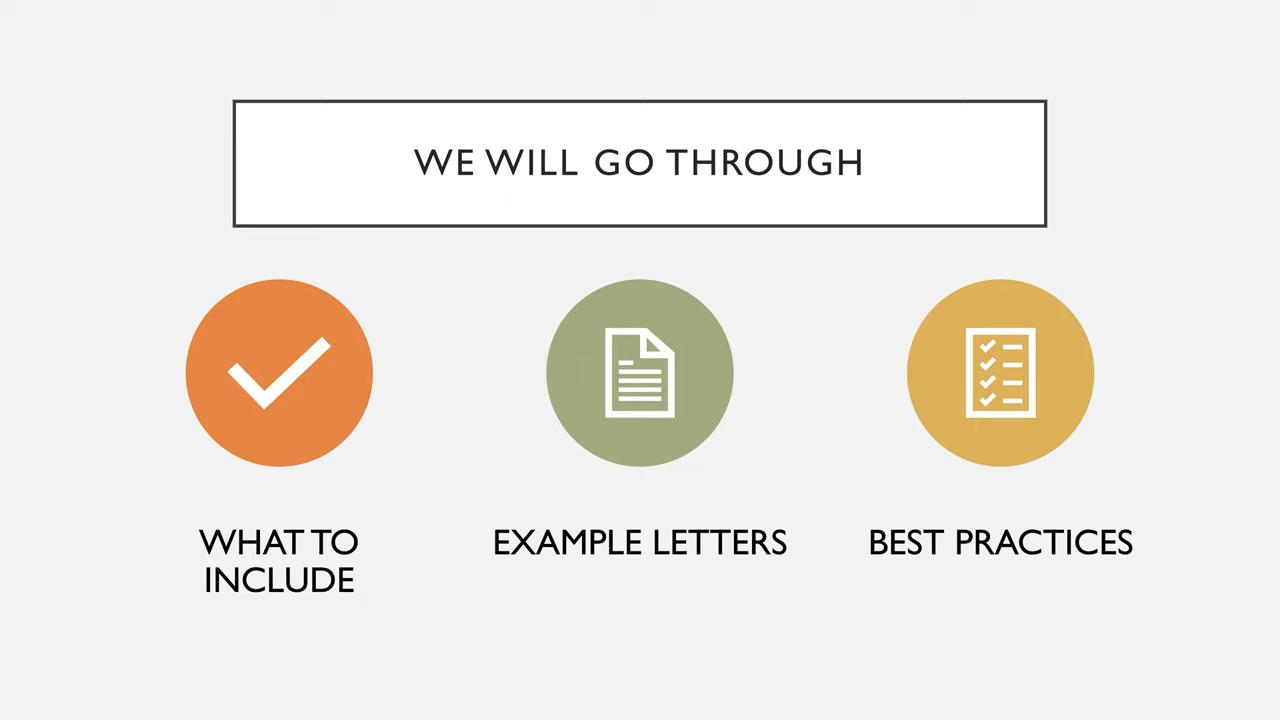 WE WILL GO THROUGH
WHAT TO
INCLUDE
EXAMPLE LETTERS
BEST PRACTICES